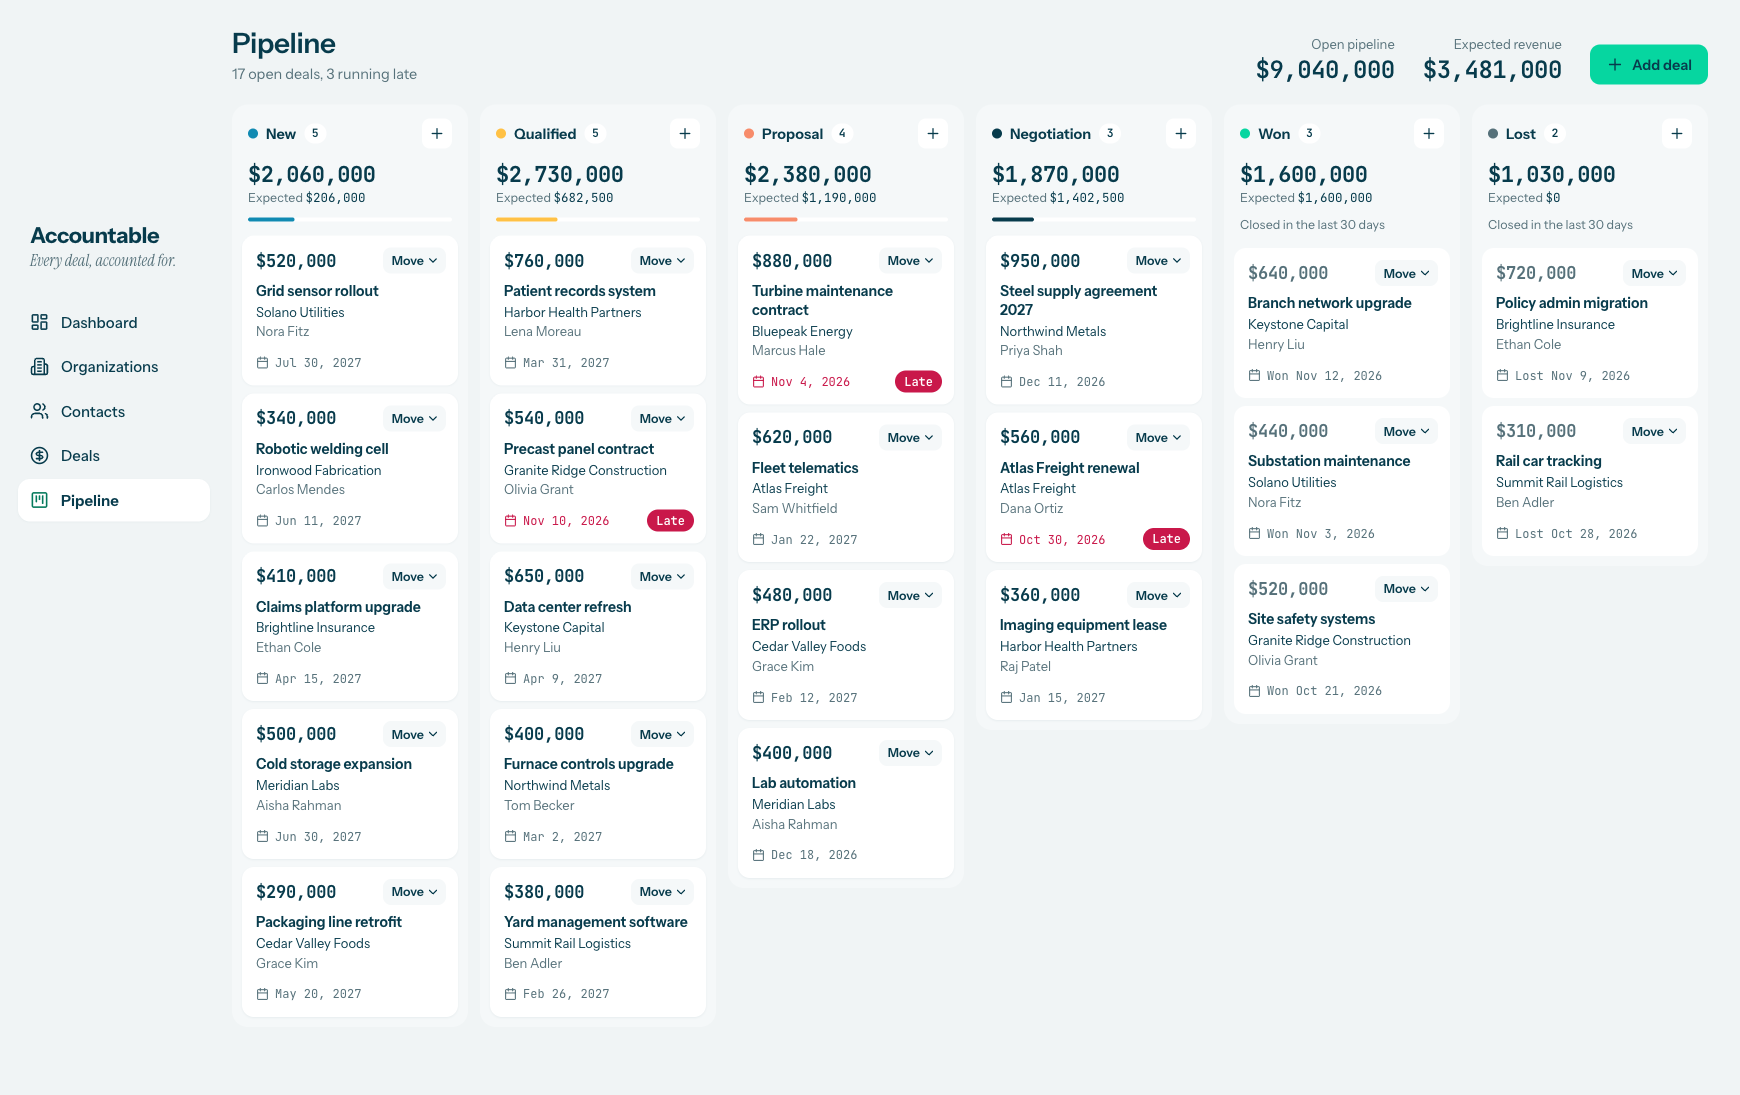 Accountable
Every deal, accounted for.
Dashboard
Organizations
Contacts
Deals
Pipeline
Pipeline
17 open deals, 3 running late
Open pipeline
$9,040,000
Expected revenue
$3,481,000
Add deal
New 5
$2,060,000
Expected $206,000
$520,000 Move
Grid sensor rollout
Solano Utilities
Nora Fitz
Jul 30, 2027
$340,000 Move
Robotic welding cell
Ironwood Fabrication
Carlos Mendes
Jun 11, 2027
$410,000 Move
Claims platform upgrade
Brightline Insurance
Ethan Cole
Apr 15, 2027
$500,000 Move
Cold storage expansion
Meridian Labs
Aisha Rahman
Jun 30, 2027
$290,000 Move
Packaging line retrofit
Cedar Valley Foods
Grace Kim
May 20, 2027
Qualified 5
$2,730,000
Expected $682,500
$760,000 Move
Patient records system
Harbor Health Partners
Lena Moreau
Mar 31, 2027
$540,000 Move
Precast panel contract
Granite Ridge Construction
Olivia Grant
Nov 10, 2026 Late
$650,000 Move
Data center refresh
Keystone Capital
Henry Liu
Apr 9, 2027
$400,000 Move
Furnace controls upgrade
Northwind Metals
Tom Becker
Mar 2, 2027
$380,000 Move
Yard management software
Summit Rail Logistics
Ben Adler
Feb 26, 2027
Proposal 4
$2,380,000
Expected $1,190,000
$880,000 Move
Turbine maintenance
contract
Bluepeak Energy
Marcus Hale
Nov 4, 2026 Late
$620,000 Move
Fleet telematics
Atlas Freight
Sam Whitfield
Jan 22, 2027
$480,000 Move
ERP rollout
Cedar Valley Foods
Grace Kim
Feb 12, 2027
$400,000 Move
Lab automation
Meridian Labs
Aisha Rahman
Dec 18, 2026
Negotiation 3
$1,870,000
Expected $1,402,500
$950,000 Move
Steel supply agreement
2027
Northwind Metals
Priya Shah
Dec 11, 2026
$560,000 Move
Atlas Freight renewal
Atlas Freight
Dana Ortiz
Oct 30, 2026 Late
$360,000 Move
Imaging equipment lease
Harbor Health Partners
Raj Patel
Jan 15, 2027
Won 3
$1,600,000
Expected $1,600,000
Closed in the last 30 days
$640,000 Move
Branch network upgrade
Keystone Capital
Henry Liu
Won Nov 12, 2026
$440,000 Move
Substation maintenance
Solano Utilities
Nora Fitz
Won Nov 3, 2026
$520,000 Move
Site safety systems
Granite Ridge Construction
Olivia Grant
Won Oct 21, 2026
Lost 2
$1,030,000
Expected $0
Closed in the last 30 days
$720,000 Move
Policy admin migration
Brightline Insurance
Ethan Cole
Lost Nov 9, 2026
$310,000 Move
Rail car tracking
Summit Rail Logistics
Ben Adler
Lost Oct 28, 2026